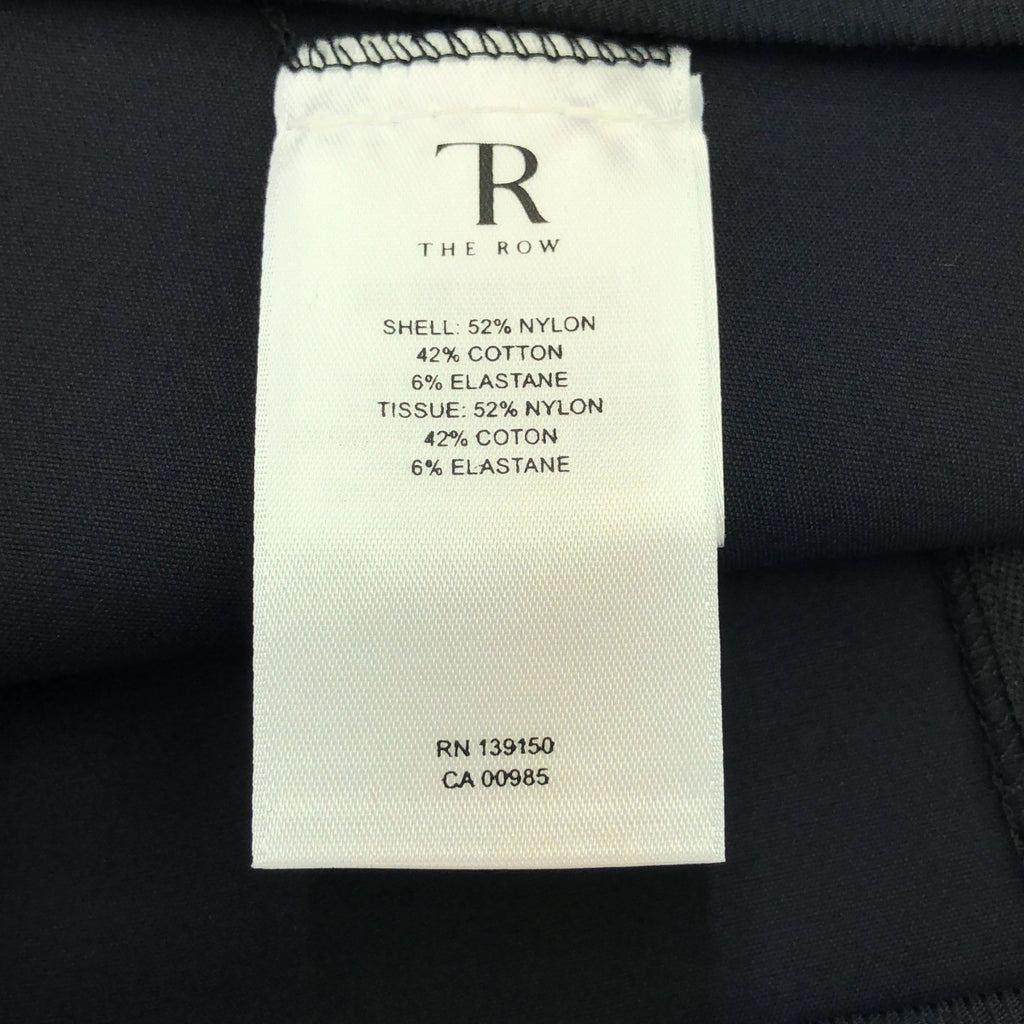 TR
THE ROW
SHELL: 52% NYLON
42% COTTON
6% ELASTANE
TISSUE: 52% NYLON
42% COTON
6% ELASTANE
RN 139150
CA 00985